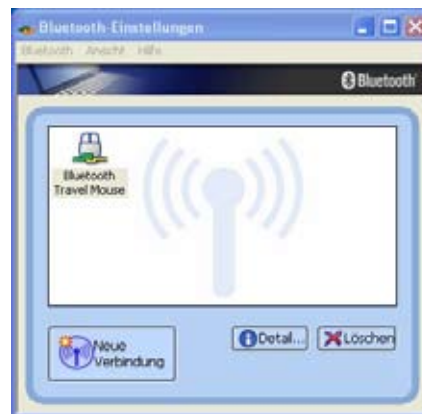 Bluetooth-Einstellungen
Bluetooth Ansicht Hilfe
Bluetooth
Bluetooth
Travel Mouse
Neue
Verbindung
Detail...
Löschen